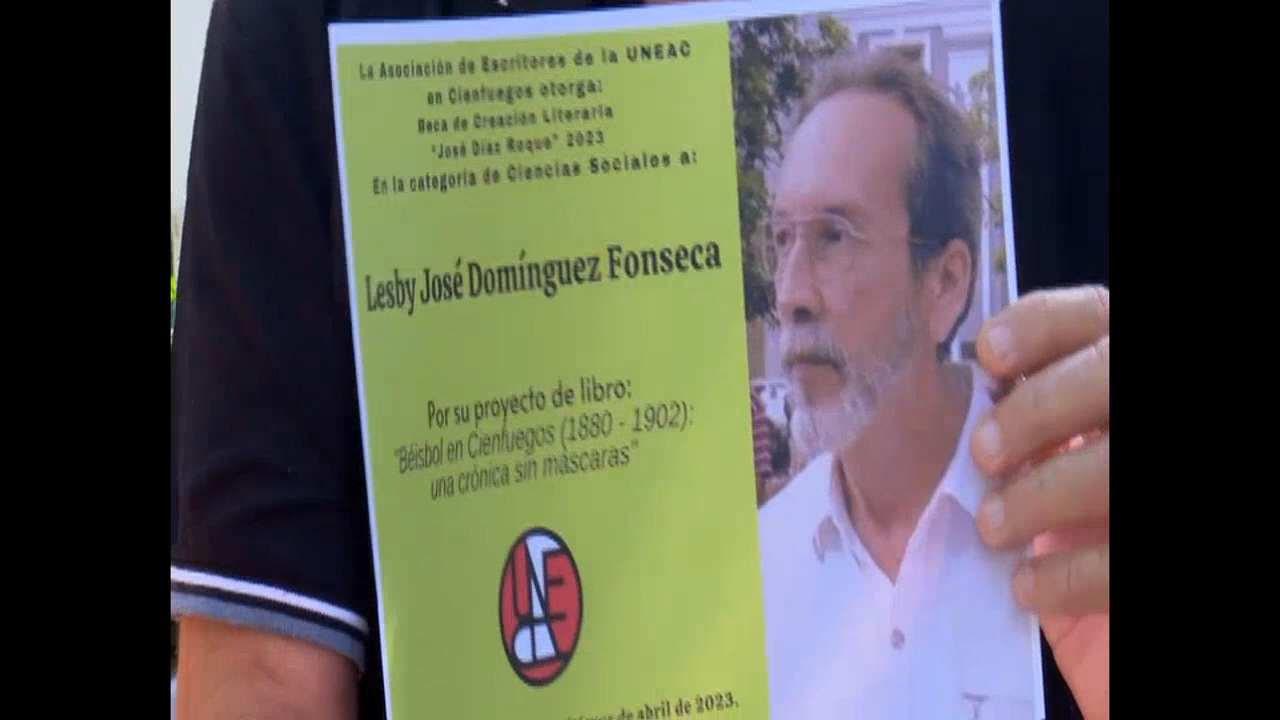 La Asociación de Escritores de la UNEAC
en Cienfuegos otorga:
Beca de Creación Literaria
"José Díaz Roque" 2023
En la categoría de Ciencias Sociales a:
Lesby José Domínguez Fonseca
Por su proyecto de libro:
"Béisbol en Cienfuegos (1880 - 1902):
una crónica sin máscaras"
de abril de 2023.